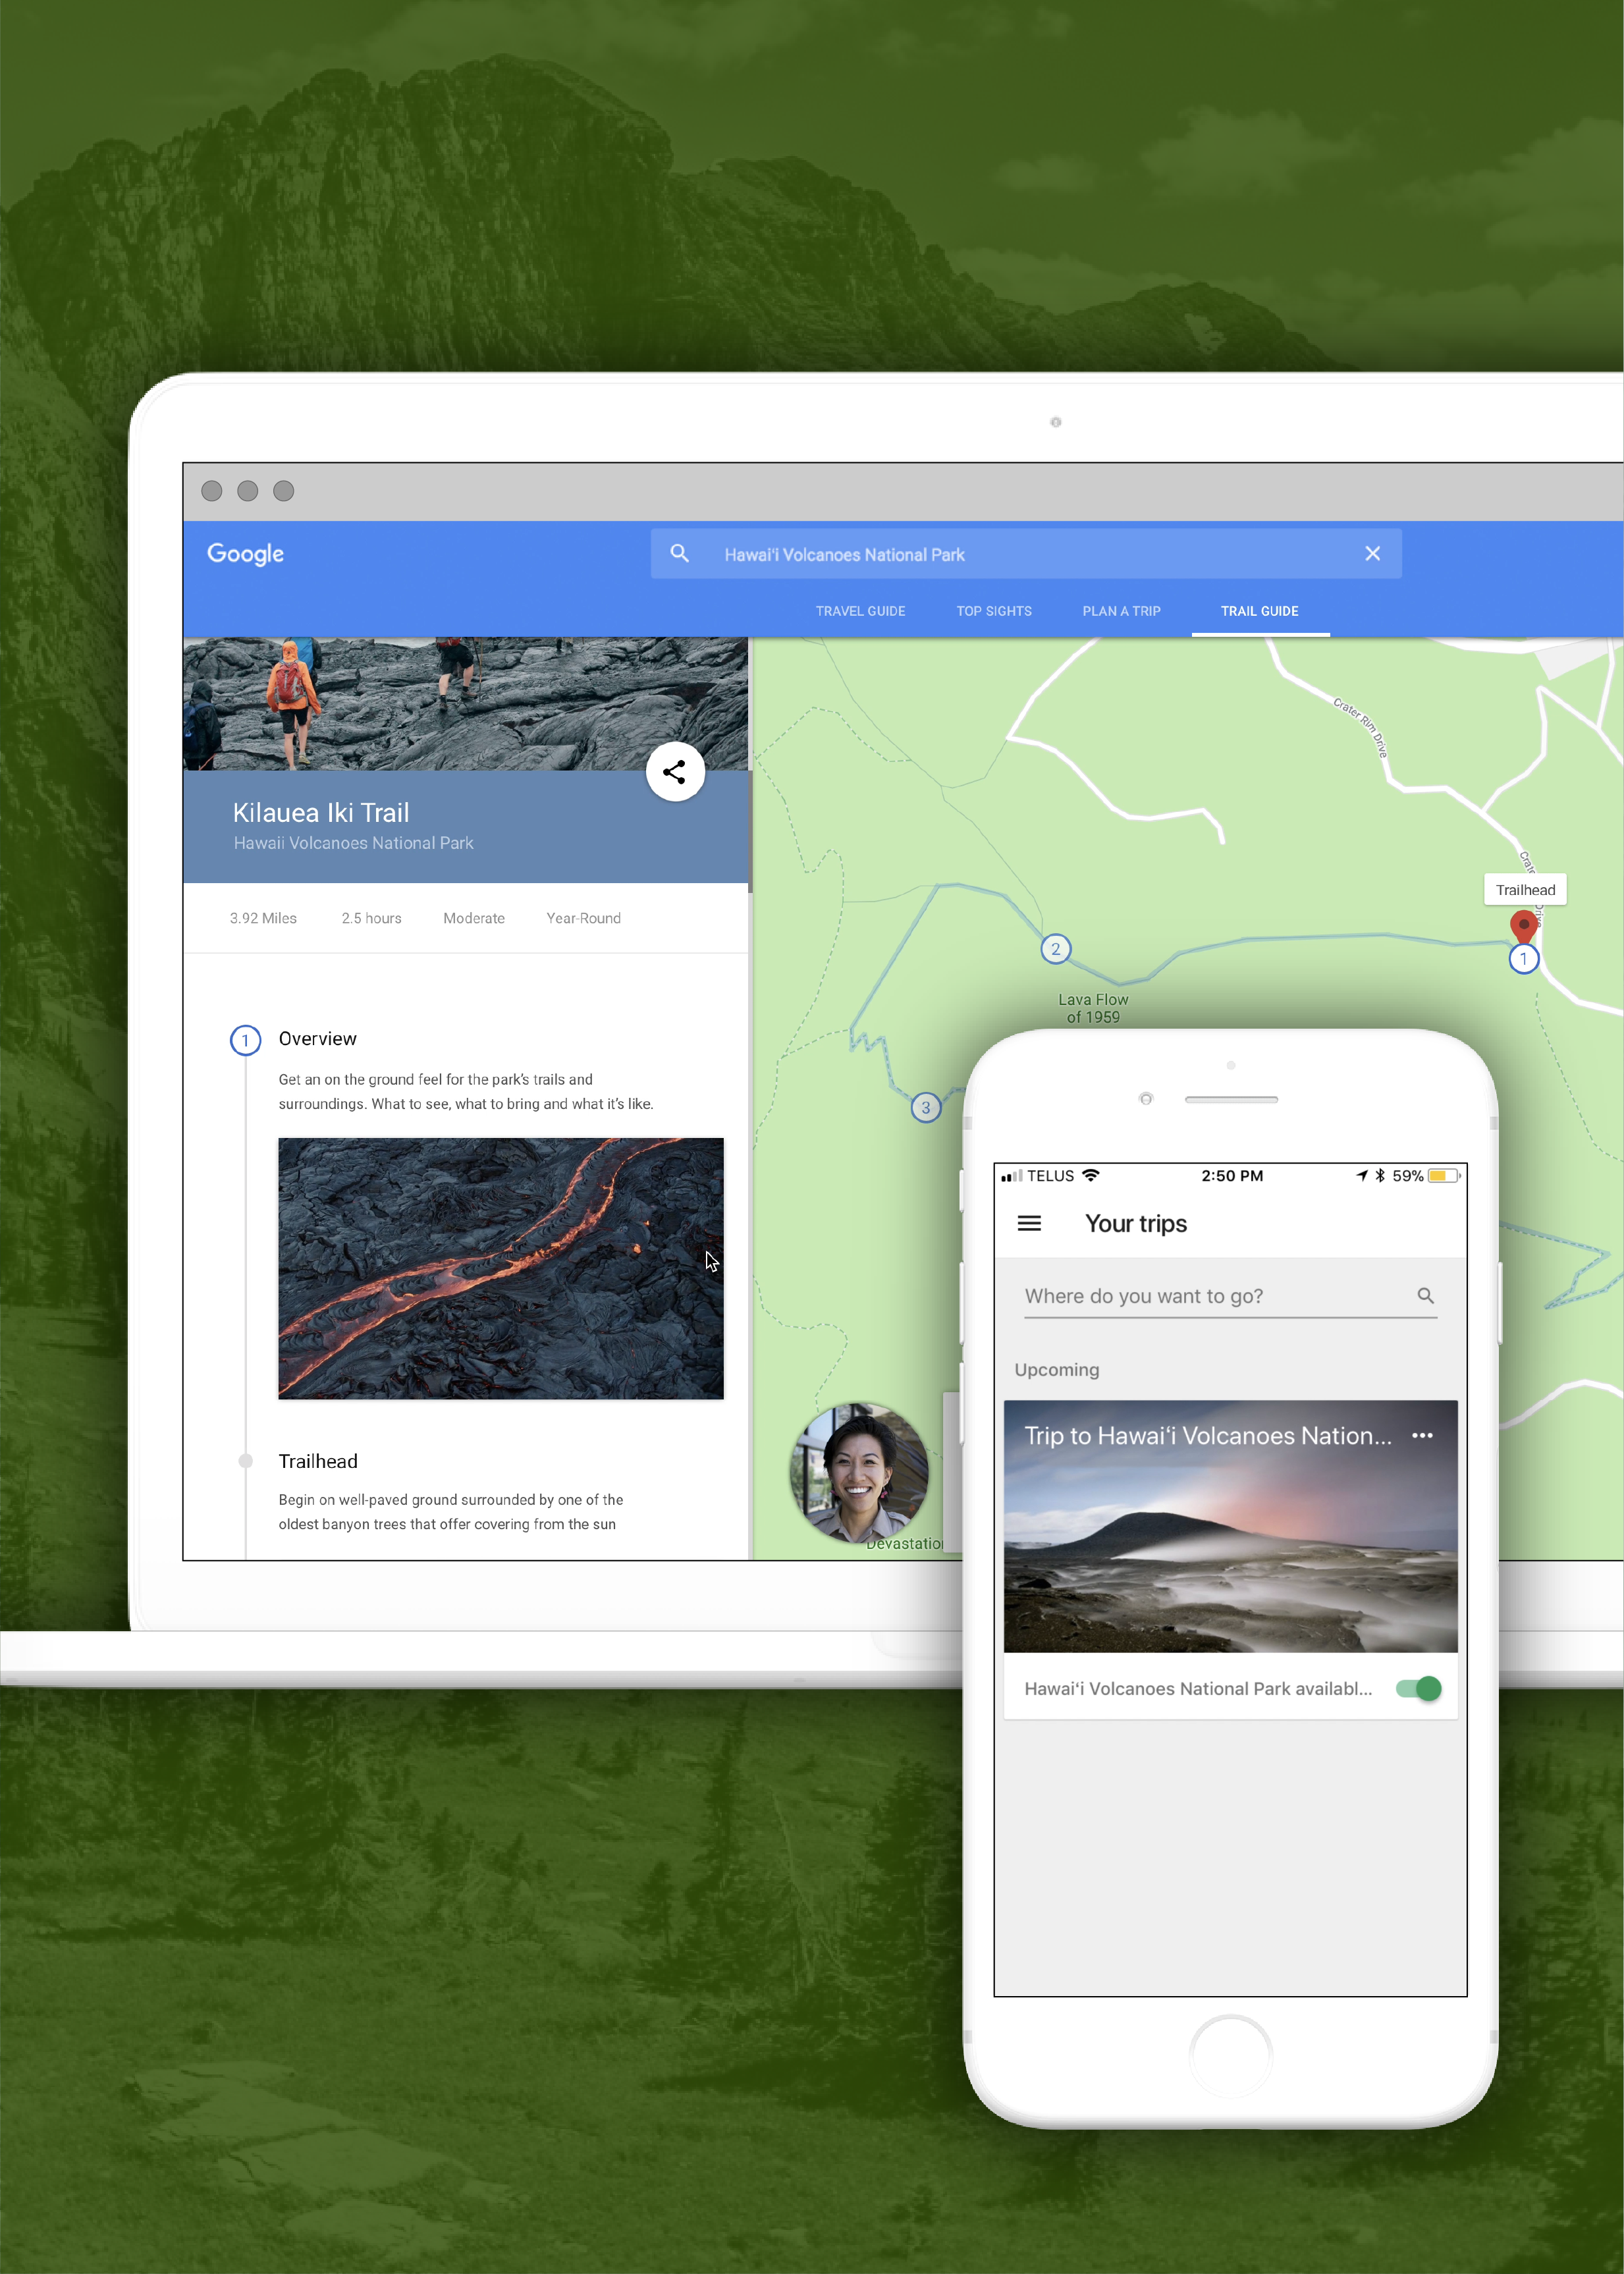 Google
Hawaiʻi Volcanoes National Park
TRAVEL GUIDE
TOP SIGHTS
PLAN A TRIP
TRAIL GUIDE
Kilauea Iki Trail
Hawaii Volcanoes National Park
3.92 Miles
2.5 hours
Moderate
Year-Round
1
Overview
Get an on the ground feel for the park’s trails and
surroundings. What to see, what to bring and what it’s like.
Trailhead
Begin on well-paved ground surrounded by one of the
oldest banyon trees that offer covering from the sun
Crater Rim Drive
Crate
Drive
Trailhead
1
2
Lava Flow
of 1959
3
Devastatio
TELUS
2:50 PM
59%
Your trips
Where do you want to go?
Upcoming
Trip to Hawaiʻi Volcanoes Nation...
Hawaiʻi Volcanoes National Park availabl...